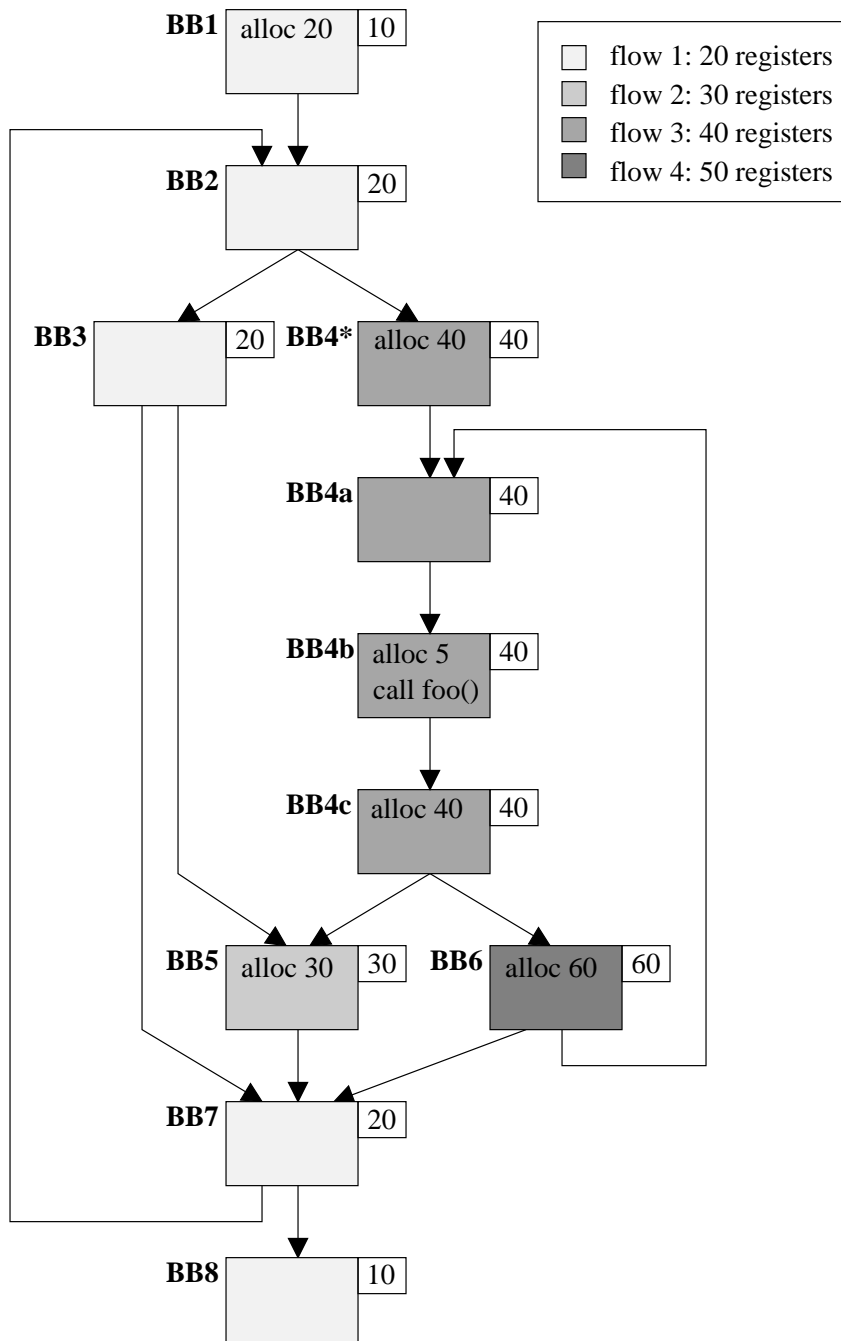 BB1 alloc 20 10
flow 1: 20 registers
flow 2: 30 registers
flow 3: 40 registers
flow 4: 50 registers
BB2 20
BB3 20
BB4* alloc 40 40
BB4a 40
BB4b alloc 5 40
call foo()
BB4c alloc 40 40
BB5 alloc 30 30
BB6 alloc 60 60
BB7 20
BB8 10